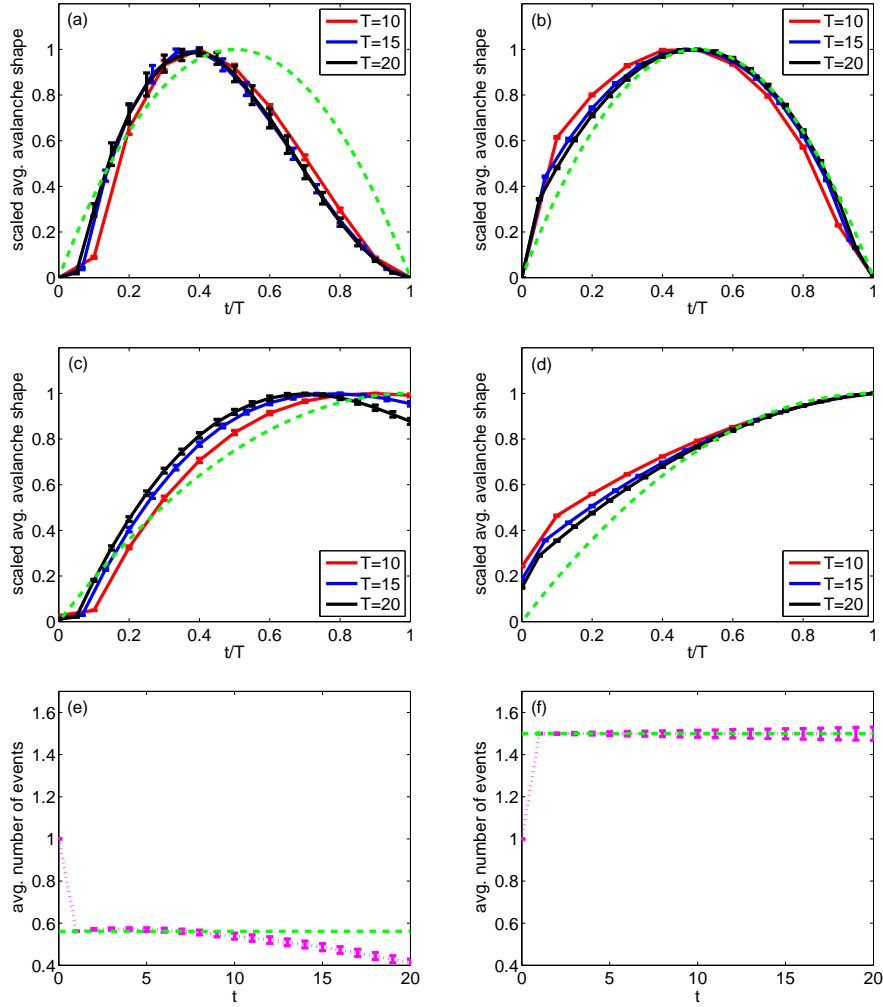 (a)
T=10
T=15
T=20
scaled avg. avalanche shape
1
0.8
0.6
0.4
0.2
0
0 0.2 0.4 0.6 0.8 1
t/T
(b)
T=10
T=15
T=20
scaled avg. avalanche shape
1
0.8
0.6
0.4
0.2
0
0 0.2 0.4 0.6 0.8 1
t/T
(c)
T=10
T=15
T=20
scaled avg. avalanche shape
1
0.8
0.6
0.4
0.2
0
0 0.2 0.4 0.6 0.8 1
t/T
(d)
T=10
T=15
T=20
scaled avg. avalanche shape
1
0.8
0.6
0.4
0.2
0
0 0.2 0.4 0.6 0.8 1
t/T
(e)
avg. number of events
1.6
1.4
1.2
1
0.8
0.6
0.4
0 5 10 15 20
t
(f)
avg. number of events
1.6
1.4
1.2
1
0.8
0.6
0.4
0 5 10 15 20
t